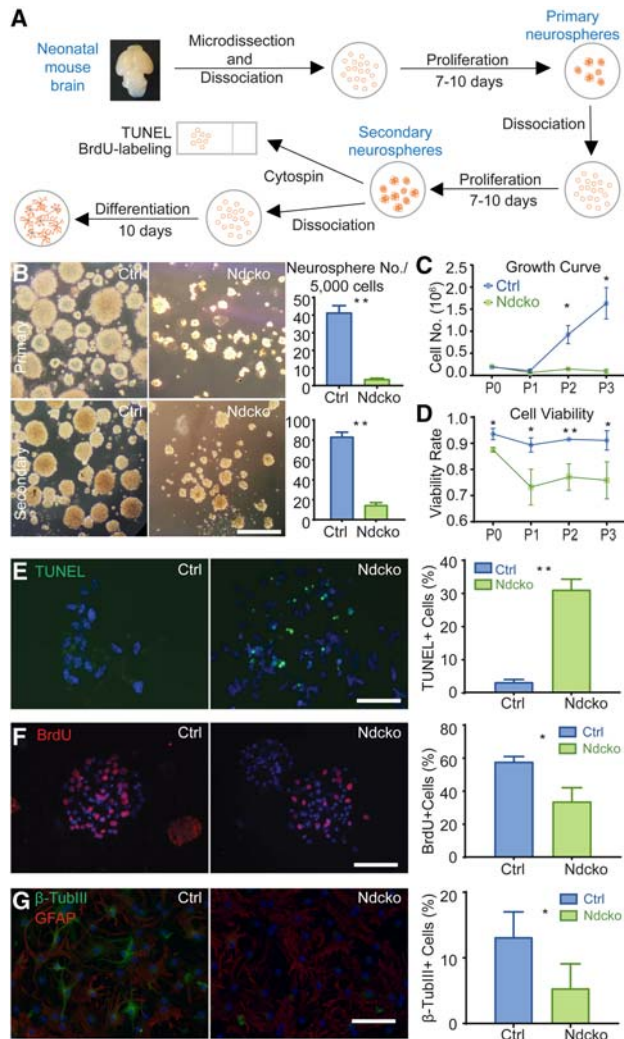 A
Neonatal
mouse
brain
Microdissection
and
Dissociation
Proliferation
7-10 days
Primary
neurospheres
Dissociation
TUNEL
BrdU-labeling
Cytospin
Secondary
neurospheres
Proliferation
7-10 days
Differentiation
10 days
Dissociation
B
Primary
Ctrl
Ndcko
Secondary
Ctrl
Ndcko
Neurosphere No./
5,000 cells
50
40
30
20
10
0
**
Ctrl Ndcko
100
80
60
40
20
0
**
Ctrl Ndcko
C
Growth Curve
Ctrl
Ndcko
Cell No. (10⁶)
2.5
2.0
1.5
1.0
0.5
0.0
* *
P0 P1 P2 P3
D
Cell Viability
Viability Rate
1.0
0.9
0.8
0.7
0.6
* * ** *
P0 P1 P2 P3
E
TUNEL
Ctrl
Ndcko
TUNEL+ Cells (%)
40
30
20
10
0
Ctrl
Ndcko
**
Ctrl Ndcko
F
BrdU
Ctrl
Ndcko
BrdU+Cells (%)
80
60
40
20
0
*
Ctrl
Ndcko
Ctrl Ndcko
G
β-TubIII
GFAP
Ctrl
Ndcko
β-TubIII+ Cells (%)
20
15
10
5
0
*
Ctrl
Ndcko
Ctrl Ndcko